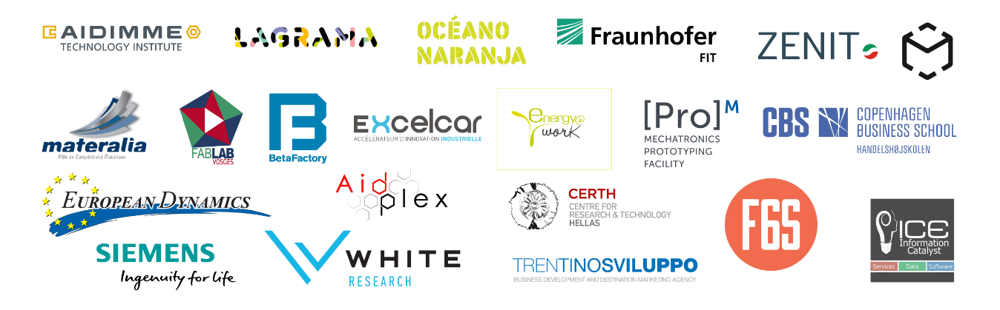 AIDIMME
TECHNOLOGY INSTITUTE
LAGRAMA
OCÉANO
NARANJA
Fraunhofer
FIT
ZENIT
materalia
Pôle de Compétitivité Matériaux
FABLAB
VOSGES
BetaFactory
Excelcar
ACCÉLÉRATEUR D'INNOVATION INDUSTRIELLE
energy@
work
[Pro]M
MECHATRONICS
PROTOTYPING
FACILITY
CBS
COPENHAGEN
BUSINESS SCHOOL
HANDELSHØJSKOLEN
EUROPEAN DYNAMICS
Aid
plex
CERTH
CENTRE FOR
RESEARCH & TECHNOLOGY
HELLAS
F6S
ICE
Information
Catalyst
Services Data Software
SIEMENS
Ingenuity for life
WHITE
RESEARCH
TRENTINOSVILUPPO
BUSINESS DEVELOPMENT AND DESTINATION MARKETING AGENCY